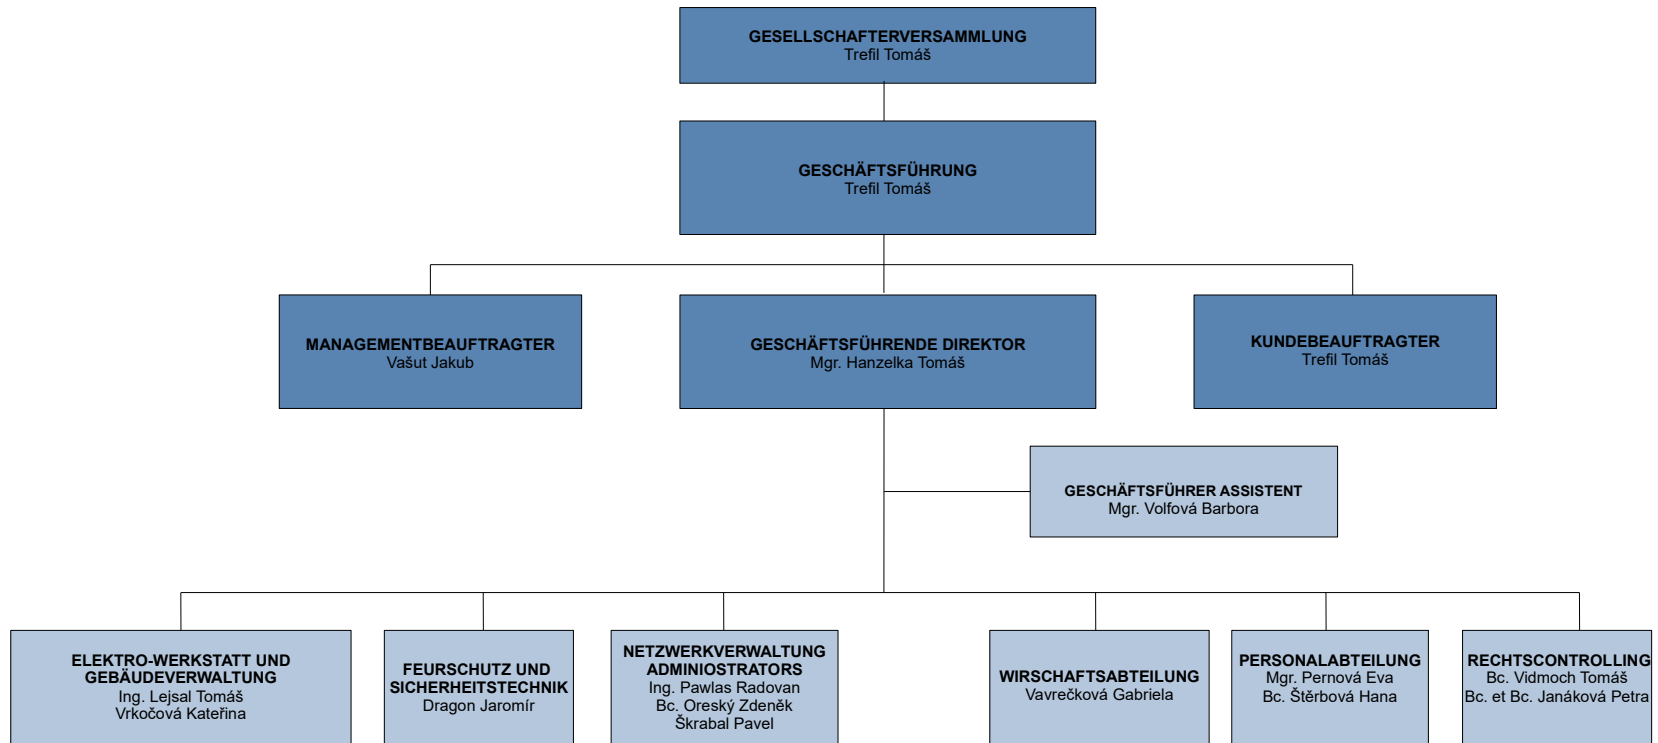 GESELLSCHAFTERVERSAMMLUNG
Trefil Tomáš
GESCHÄFTSFÜHRUNG
Trefil Tomáš
MANAGEMENTBEAUFTRAGTER
Vašut Jakub
GESCHÄFTSFÜHRENDE DIREKTOR
Mgr. Hanzelka Tomáš
KUNDEBEAUFTRAGTER
Trefil Tomáš
GESCHÄFTSFÜHRER ASSISTENT
Mgr. Volfová Barbora
ELEKTRO-WERKSTATT UND
GEBÄUDEVERWALTUNG
Ing. Lejsal Tomáš
Vrkočová Kateřina
FEURSCHUTZ UND
SICHERHEITSTECHNIK
Dragon Jaromír
NETZWERKVERWALTUNG
ADMINIOSTRATORS
Ing. Pawlas Radovan
Bc. Oreský Zdeněk
Škrabal Pavel
WIRSCHAFTSABTEILUNG
Vavrečková Gabriela
PERSONALABTEILUNG
Mgr. Pernová Eva
Bc. Štěrbová Hana
RECHTSCONTROLLING
Bc. Vidmoch Tomáš
Bc. et Bc. Janáková Petra